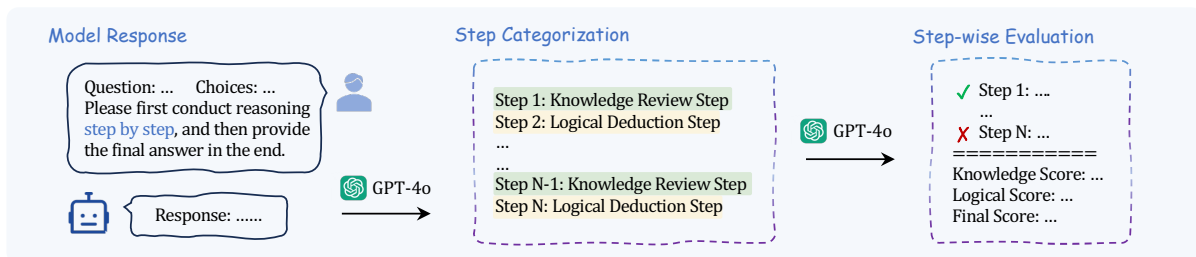 Model Response
Question: ... Choices: ...
Please first conduct reasoning
step by step, and then provide
the final answer in the end.
Response: ......
GPT-4o
Step Categorization
Step 1: Knowledge Review Step
Step 2: Logical Deduction Step
...
...
Step N-1: Knowledge Review Step
Step N: Logical Deduction Step
GPT-4o
Step-wise Evaluation
✓ Step 1: ....
...
✗ Step N: ...
===========
Knowledge Score: ...
Logical Score: ...
Final Score: ...